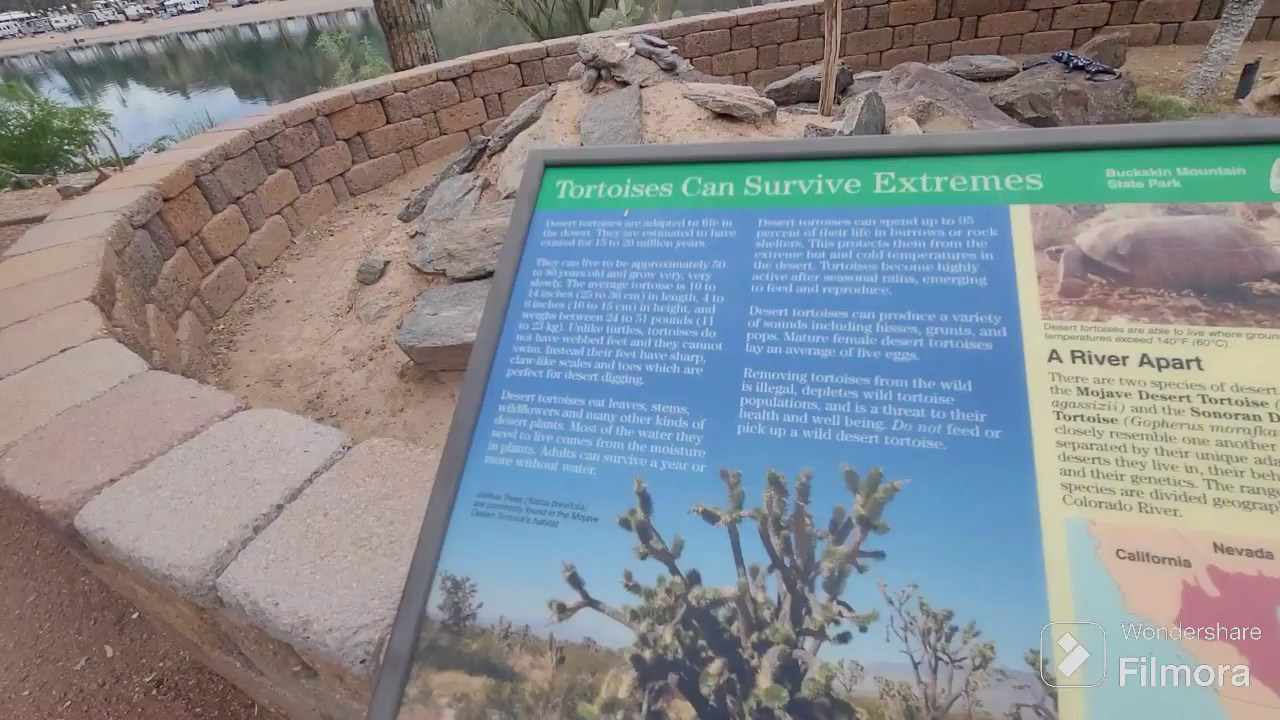 Tortoises Can Survive Extremes
Buckskin Mountain
State Park
Desert tortoises are adapted to life in
the desert. They are estimated to have
existed for 15 to 20 million years.
They can live to be approximately 50
to 80 years old and grow very, very
slowly. The average tortoise is 10 to
14 inches (25 to 36 cm) in length, 4 to
6 inches (10 to 15 cm) in height, and
weighs between 24 to 51 pounds (11
to 23 kg). Unlike turtles, tortoises do
not have webbed feet and they cannot
swim. Instead their feet have sharp,
claw-like scales and toes which are
perfect for desert digging.
Desert tortoises eat leaves, stems,
wildflowers and many other kinds of
desert plants. Most of the water they
need to live comes from the moisture
in plants. Adults can survive a year or
more without water.
Joshua Trees (Yucca brevifolia)
are commonly found in the Mojave
Desert Tortoise's habitat
Desert tortoises can spend up to 95
percent of their life in burrows or rock
shelters. This protects them from the
extreme hot and cold temperatures in
the desert. Tortoises become highly
active after seasonal rains, emerging
to feed and reproduce.
Desert tortoises can produce a variety
of sounds including hisses, grunts, and
pops. Mature female desert tortoises
lay an average of five eggs.
Removing tortoises from the wild
is illegal, depletes wild tortoise
populations, and is a threat to their
health and well being. Do not feed or
pick up a wild desert tortoise.
Desert tortoises are able to live where ground
temperatures exceed 140°F (60°C).
A River Apart
There are two species of desert
the Mojave Desert Tortoise (
agassizii) and the Sonoran D
Tortoise (Gopherus morafka
closely resemble one another
separated by their unique ada
deserts they live in, their beh
and their genetics. The range
species are divided geograp
Colorado River.
California
Nevada
Wondershare
Filmora